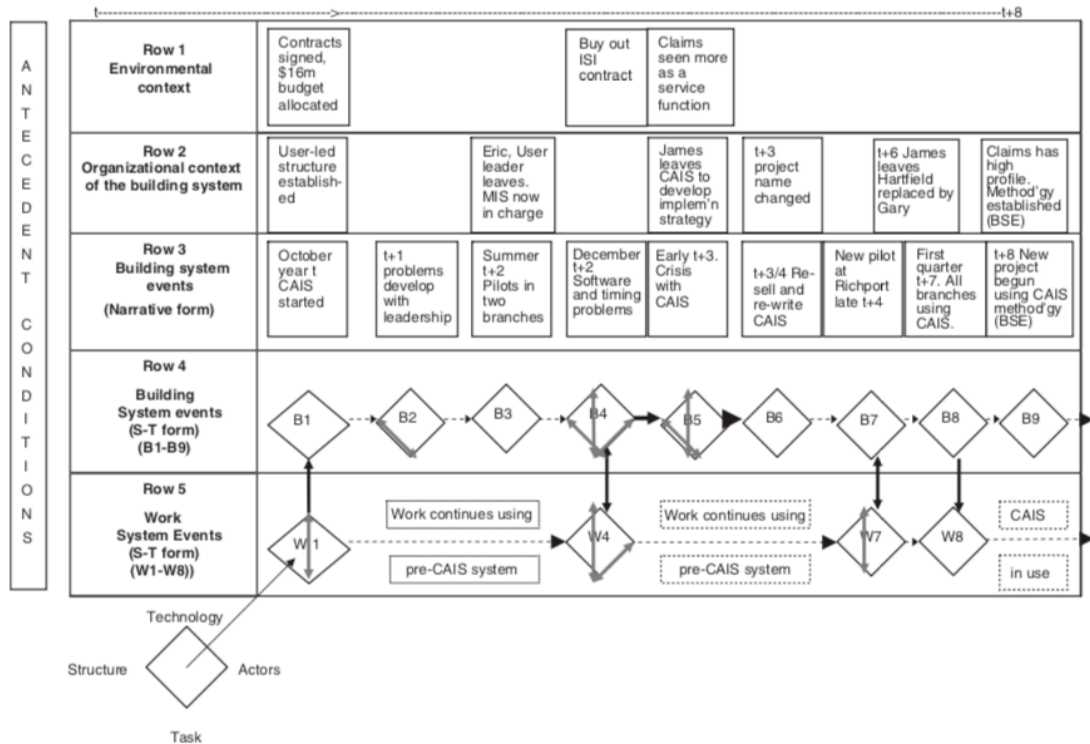 t------------------------------>------------------------------t+8
ANTECEDENT CONDITIONS
Row 1
Environmental
context
Contracts
signed,
$16m
budget
allocated
Buy out
ISI
contract
Claims
seen more
as a
service
function
Row 2
Organizational context
of the building system
User-led
structure
establish-
ed
Eric, User
leader
leaves.
MIS now
in charge
James
leaves
CAIS to
develop
implem'n
strategy
t+3
project
name
changed
t+6 James
leaves
Hartfield
replaced by
Gary
Claims has
high
profile.
Method'gy
established
(BSE)
Row 3
Building system
events
(Narrative form)
October
year t
CAIS
started
t+1
problems
develop
with
leadership
Summer
t+2
Pilots in
two
branches
December
t+2
Software
and timing
problems
Early t+3.
Crisis
with
CAIS
t+3/4 Re-
sell and
re-write
CAIS
New pilot
at
Richport
late t+4
First
quarter
t+7. All
branches
using
CAIS.
t+8 New
project
begun
using CAIS
method'gy
(BSE)
Row 4
Building
System events
(S-T form)
(B1-B9)
B1
B2
B3
B4
B5
B6
B7
B8
B9
Row 5
Work
System Events
(S-T form)
(W1-W8))
W 1
Work continues using
pre-CAIS system
W4
Work continues using
pre-CAIS system
W7
W8
CAIS
in use
Technology
Structure
Actors
Task